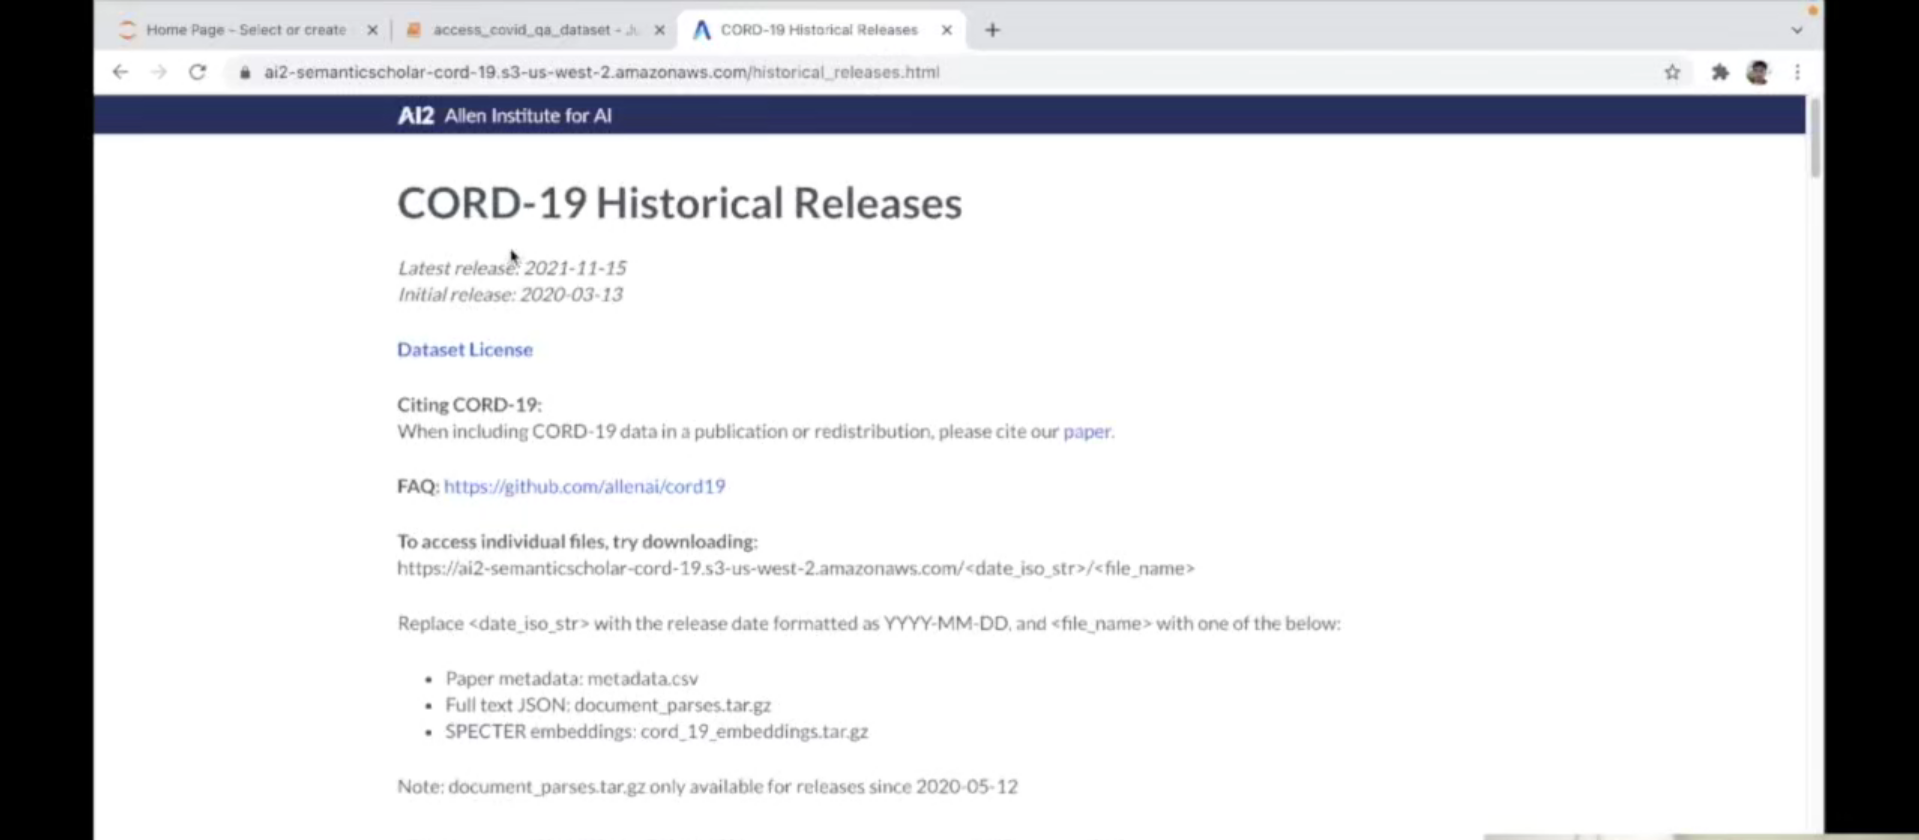 Home Page - Select or create
access_covid_qa_dataset - Ju
CORD-19 Historical Releases
ai2-semanticscholar-cord-19.s3-us-west-2.amazonaws.com/historical_releases.html
AI2 Allen Institute for AI
CORD-19 Historical Releases
Latest release: 2021-11-15
Initial release: 2020-03-13
Dataset License
Citing CORD-19:
When including CORD-19 data in a publication or redistribution, please cite our paper.
FAQ: https://github.com/allenai/cord19
To access individual files, try downloading:
https://ai2-semanticscholar-cord-19.s3-us-west-2.amazonaws.com/<date_iso_str>/<file_name>
Replace <date_iso_str> with the release date formatted as YYYY-MM-DD, and <file_name> with one of the below:
• Paper metadata: metadata.csv
• Full text JSON: document_parses.tar.gz
• SPECTER embeddings: cord_19_embeddings.tar.gz
Note: document_parses.tar.gz only available for releases since 2020-05-12